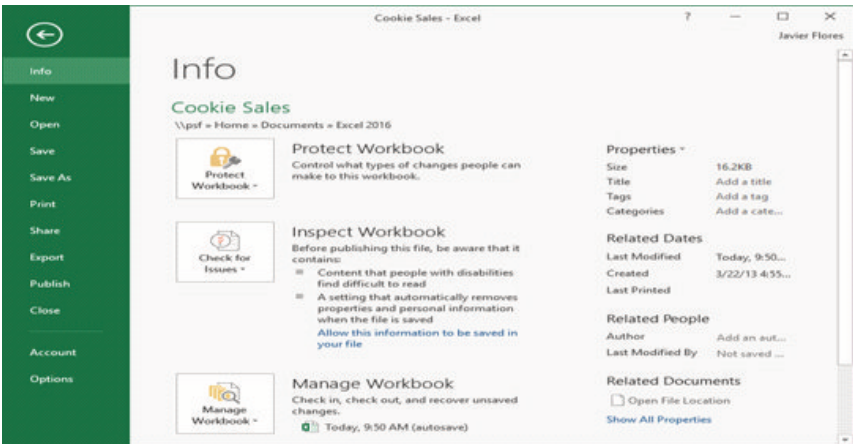 Cookie Sales - Excel
?
Javier Flores
Info
New
Open
Save
Save As
Print
Share
Export
Publish
Close
Account
Options
Info
Cookie Sales
\\psf » Home » Documents » Excel 2016
Protect
Workbook
Protect Workbook
Control what types of changes people can
make to this workbook.
Check for
Issues
Inspect Workbook
Before publishing this file, be aware that it
contains:
Content that people with disabilities
find difficult to read
A setting that automatically removes
properties and personal information
when the file is saved
Allow this information to be saved in
your file
Manage
Workbook
Manage Workbook
Check in, check out, and recover unsaved
changes.
Today, 9:50 AM (autosave)
Properties
Size 16.2KB
Title Add a title
Tags Add a tag
Categories Add a cate...
Related Dates
Last Modified Today, 9:50...
Created 3/22/13 4:55...
Last Printed
Related People
Author Add an aut...
Last Modified By Not saved ...
Related Documents
Open File Location
Show All Properties